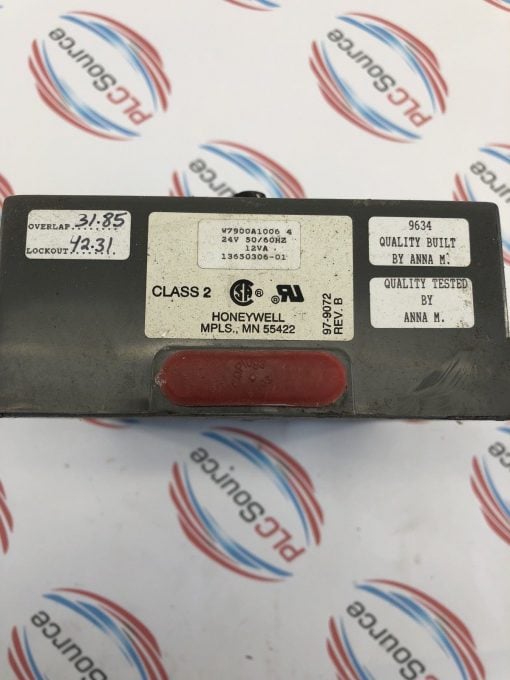 PLCSource
PLCSource
OVERLAP 31.85
LOCKOUT 42.31
W7900A1006 4
24V 50/60HZ
12VA
13650306-01
CLASS 2
HONEYWELL
MPLS., MN 55422
97-9072
REV. B
9634
QUALITY BUILT
BY ANNA M.
QUALITY TESTED
BY
ANNA M.
PLCSource
PLCSource
PLCSource